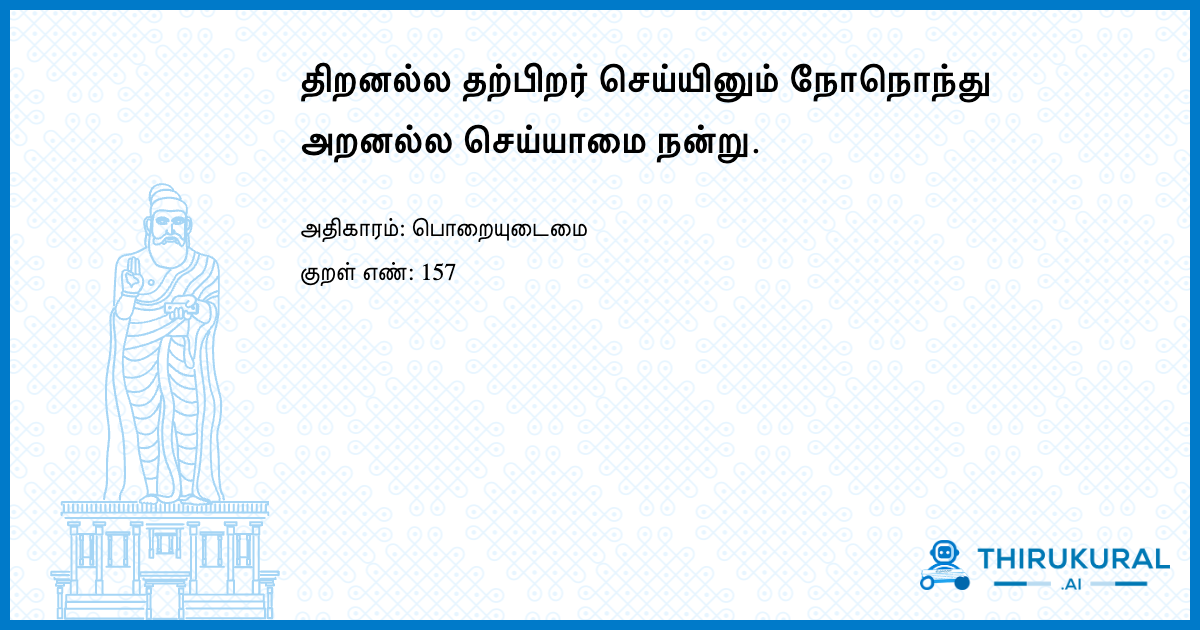 திறனல்ல தற்பிறர் செய்யினும் நோநொந்து
அறனல்ல செய்யாமை நன்று.
அதிகாரம்: பொறையுடைமை
குறள் எண்: 157
THIRUKURAL
.AI